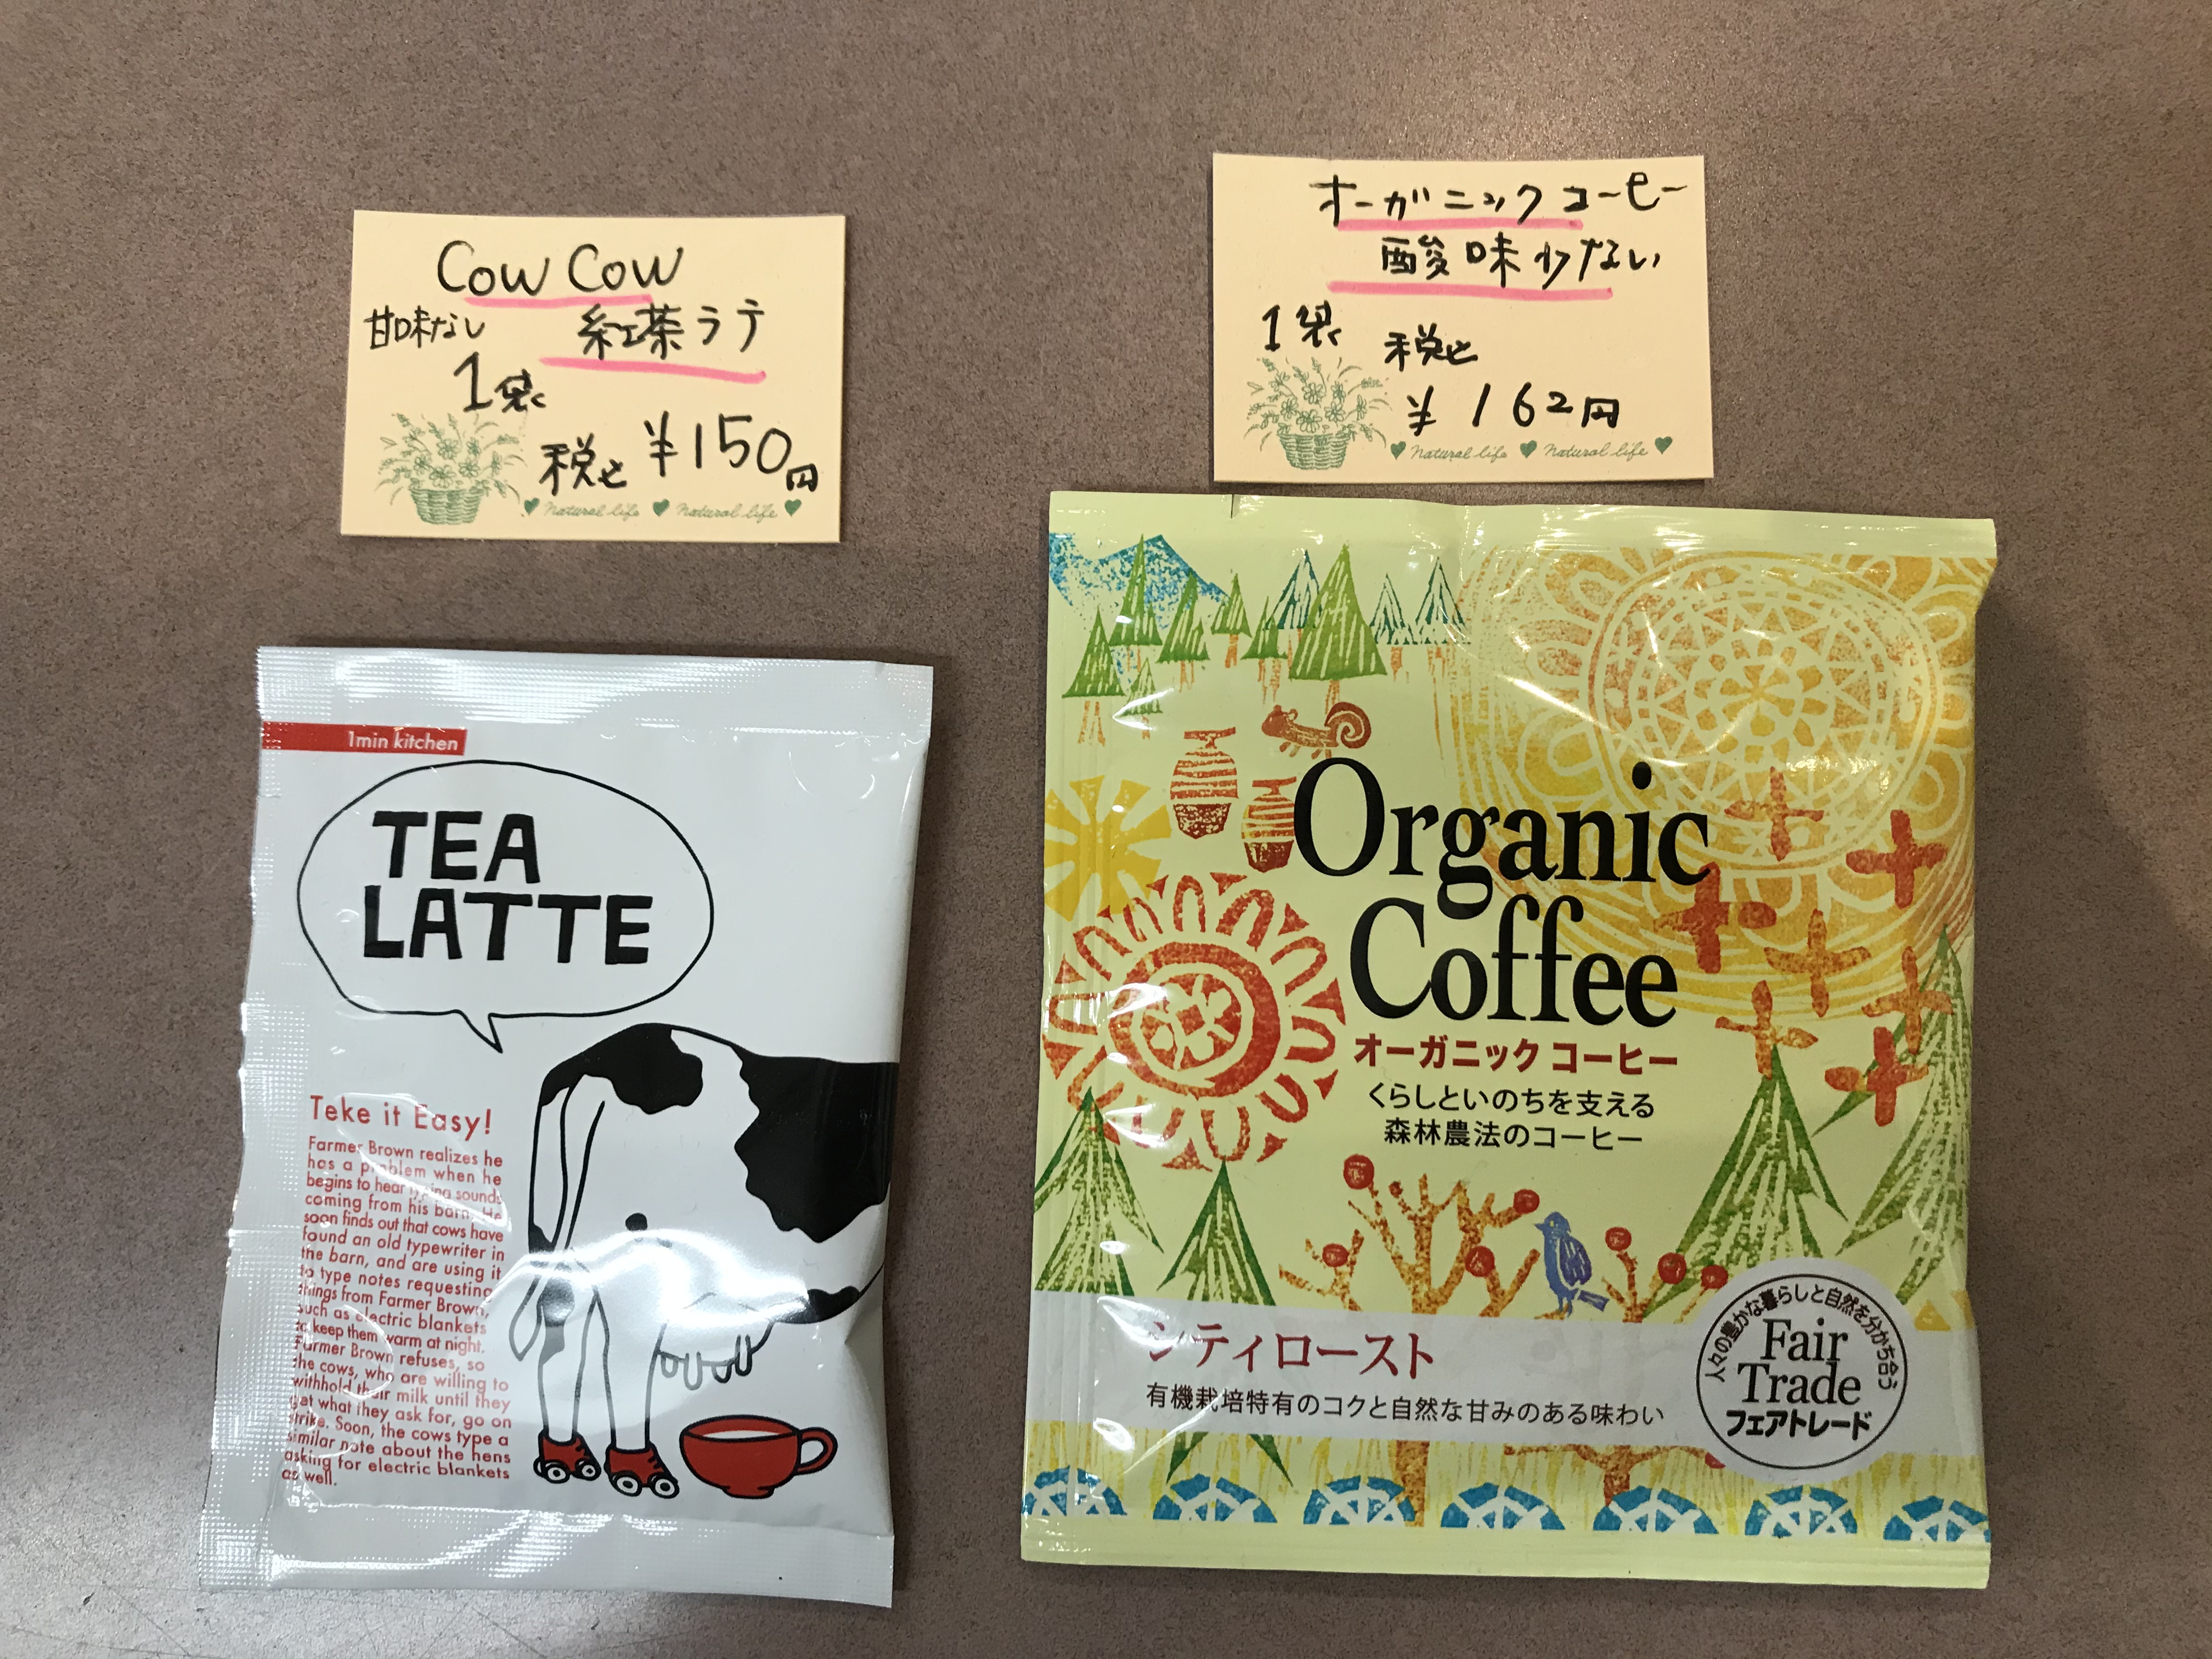 Cow Cow
甘味なし 紅茶ラテ
1袋
税込 ¥150円
Natural life Natural life
オーガニックコーヒー
酸味少ない
1袋 税込
¥162円
Natural life Natural life
1min kitchen
TEA
LATTE
Teke it Easy!
Farmer Brown realizes he
has a problem when he
begins to hear typing sounds
coming from his barn. He
soon finds out that cows have
found an old typewriter in
the barn, and are using it
to type notes requesting
things from Farmer Brown,
such as electric blankets
to keep them warm at night.
Farmer Brown refuses, so
the cows, who are willing to
withhold their milk until they
get what they ask for, go on
strike. Soon, the cows type a
similar note about the hens
asking for electric blankets
as well.
Organic
Coffee
オーガニック コーヒー
くらしといのちを支える
森林農法のコーヒー
シティロースト
有機栽培特有のコクと自然な甘みのある味わい
人々の豊かな暮らしと自然を分かち合う
Fair
Trade
フェアトレード